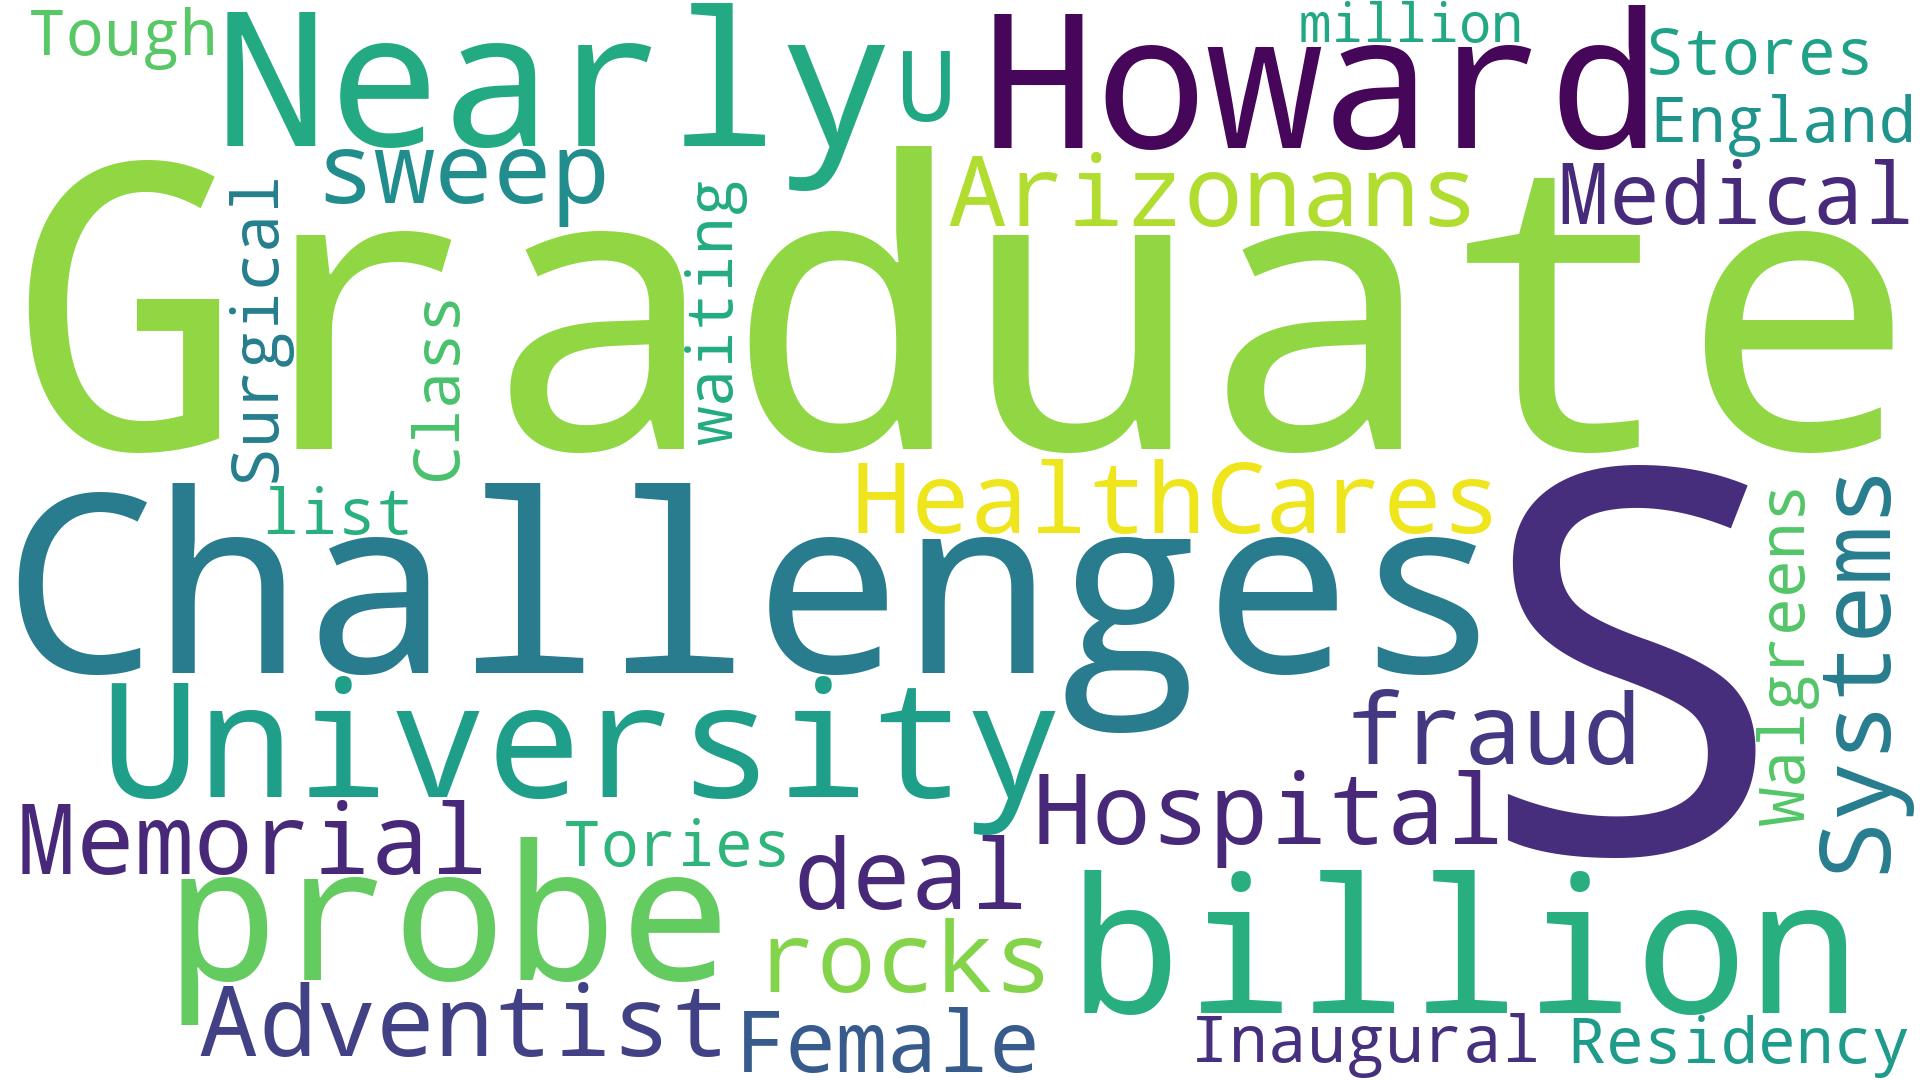 Tough
Nearly
U
Howard
million
Stores
England
sweep
Arizonans
Medical
Graduate
Surgical
Class
waiting
list
HealthCares
Challenges
S
Walgreens
Systems
University
fraud
Hospital
Memorial
Tories
deal
probe
rocks
billion
Adventist
Female
Inaugural
Residency